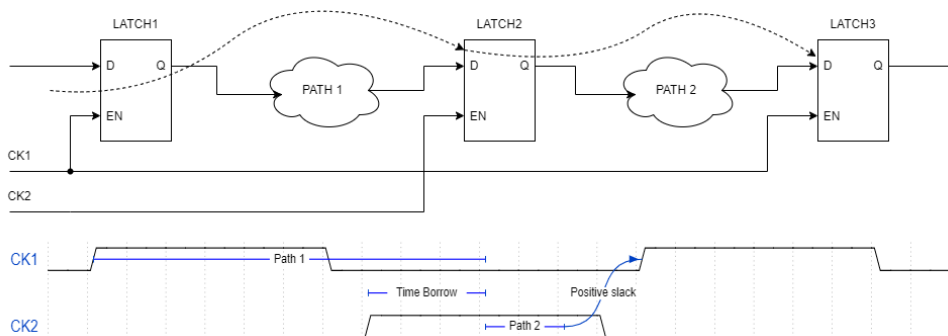 LATCH1 LATCH2 LATCH3
D Q D Q D Q
PATH 1 PATH 2
EN EN EN
CK1
CK2
CK1 Path 1
Time Borrow Positive slack
CK2 Path 2